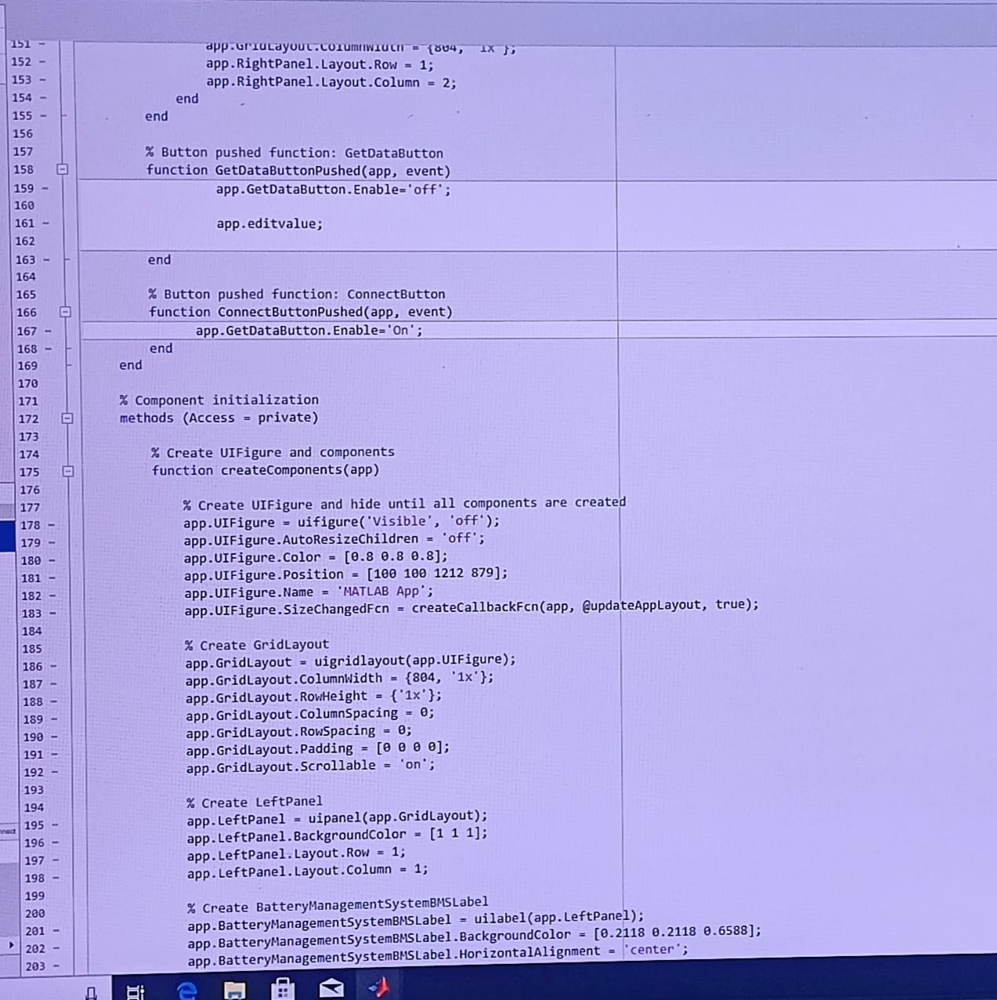 151 - app.GridLayout.ColumnWidth = {804, '1x'};
152 - app.RightPanel.Layout.Row = 1;
153 - app.RightPanel.Layout.Column = 2;
154 - end
155 - end
156
157 % Button pushed function: GetDataButton
158 function GetDataButtonPushed(app, event)
159 - app.GetDataButton.Enable='off';
160
161 - app.editvalue;
162
163 - end
164
165 % Button pushed function: ConnectButton
166 function ConnectButtonPushed(app, event)
167 - app.GetDataButton.Enable='On';
168 - end
169 end
170
171 % Component initialization
172 methods (Access = private)
173
174 % Create UIFigure and components
175 function createComponents(app)
176
177 % Create UIFigure and hide until all components are created
178 - app.UIFigure = uifigure('Visible', 'off');
179 - app.UIFigure.AutoResizeChildren = 'off';
180 - app.UIFigure.Color = [0.8 0.8 0.8];
181 - app.UIFigure.Position = [100 100 1212 879];
182 - app.UIFigure.Name = 'MATLAB App';
183 - app.UIFigure.SizeChangedFcn = createCallbackFcn(app, @updateAppLayout, true);
184
185 % Create GridLayout
186 - app.GridLayout = uigridlayout(app.UIFigure);
187 - app.GridLayout.ColumnWidth = {804, '1x'};
188 - app.GridLayout.RowHeight = {'1x'};
189 - app.GridLayout.ColumnSpacing = 0;
190 - app.GridLayout.RowSpacing = 0;
191 - app.GridLayout.Padding = [0 0 0 0];
192 - app.GridLayout.Scrollable = 'on';
193
194 % Create LeftPanel
195 - app.LeftPanel = uipanel(app.GridLayout);
196 - app.LeftPanel.BackgroundColor = [1 1 1];
197 - app.LeftPanel.Layout.Row = 1;
198 - app.LeftPanel.Layout.Column = 1;
199
200 % Create BatteryManagementSystemBMSLabel
201 - app.BatteryManagementSystemBMSLabel = uilabel(app.LeftPanel);
202 - app.BatteryManagementSystemBMSLabel.BackgroundColor = [0.2118 0.2118 0.6588];
203 - app.BatteryManagementSystemBMSLabel.HorizontalAlignment = 'center';